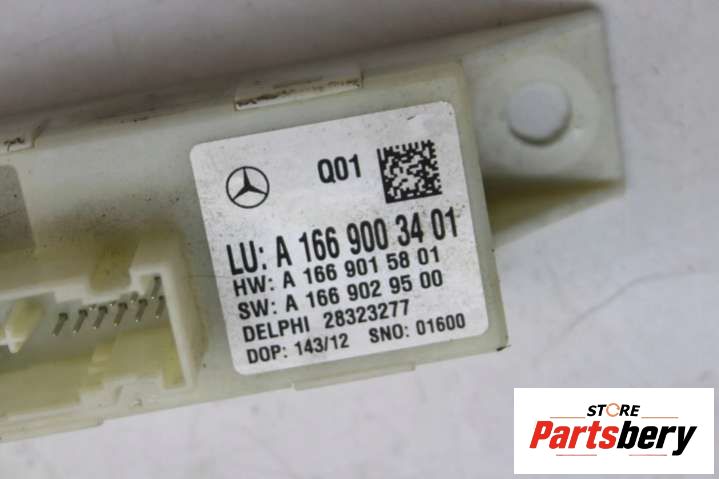 Q01
LU: A 166 900 34 01
HW: A 166 901 58 01
SW: A 166 902 95 00
DELPHI 28323277
DOP: 143/12 SNO: 01600
STORE
Partsbery